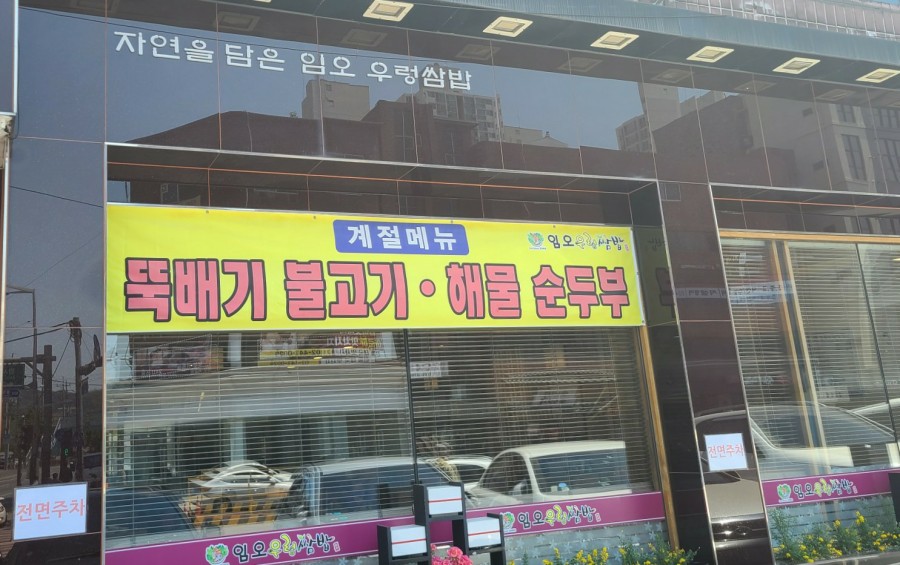 자연을 담은 임오 우렁쌈밥
계절메뉴
임오우렁쌈밥
뚝배기 불고기·해물 순두부
전면주차
전면주차
임오우렁쌈밥
임오우렁쌈밥
임오우렁쌈밥